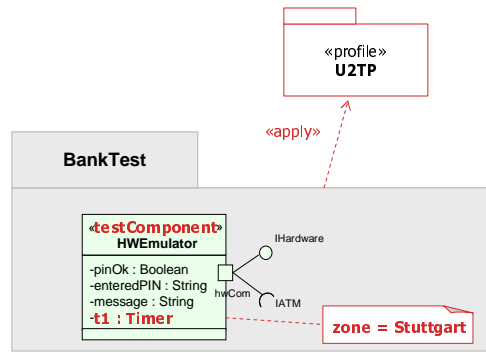 «profile»
U2TP
«apply»
BankTest
«testComponent»
HWEmulator
IHardware
-pinOk : Boolean
-enteredPIN : String
-message : String
-t1 : Timer
hwCom
IATM
zone = Stuttgart